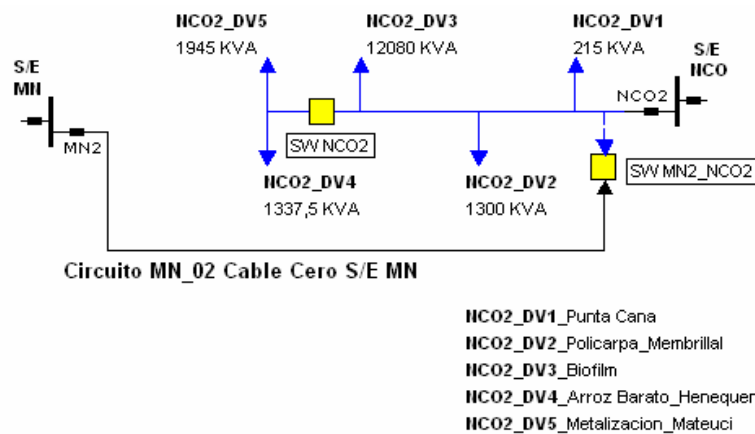 NCO2_DV5
1945 KVA
NCO2_DV3
12080 KVA
NCO2_DV1
215 KVA
S/E
NCO
S/E
MN
NCO2
MN2
SW NCO2
SW MN2_NCO2
NCO2_DV4
1337,5 KVA
NCO2_DV2
1300 KVA
Circuito MN_02 Cable Cero S/E MN
NCO2_DV1_Punta Cana
NCO2_DV2_Policarpa_Membrillal
NCO2_DV3_Biofilm
NCO2_DV4_Arroz Barato_Henequen
NCO2_DV5_Metalizacion_Mateuci